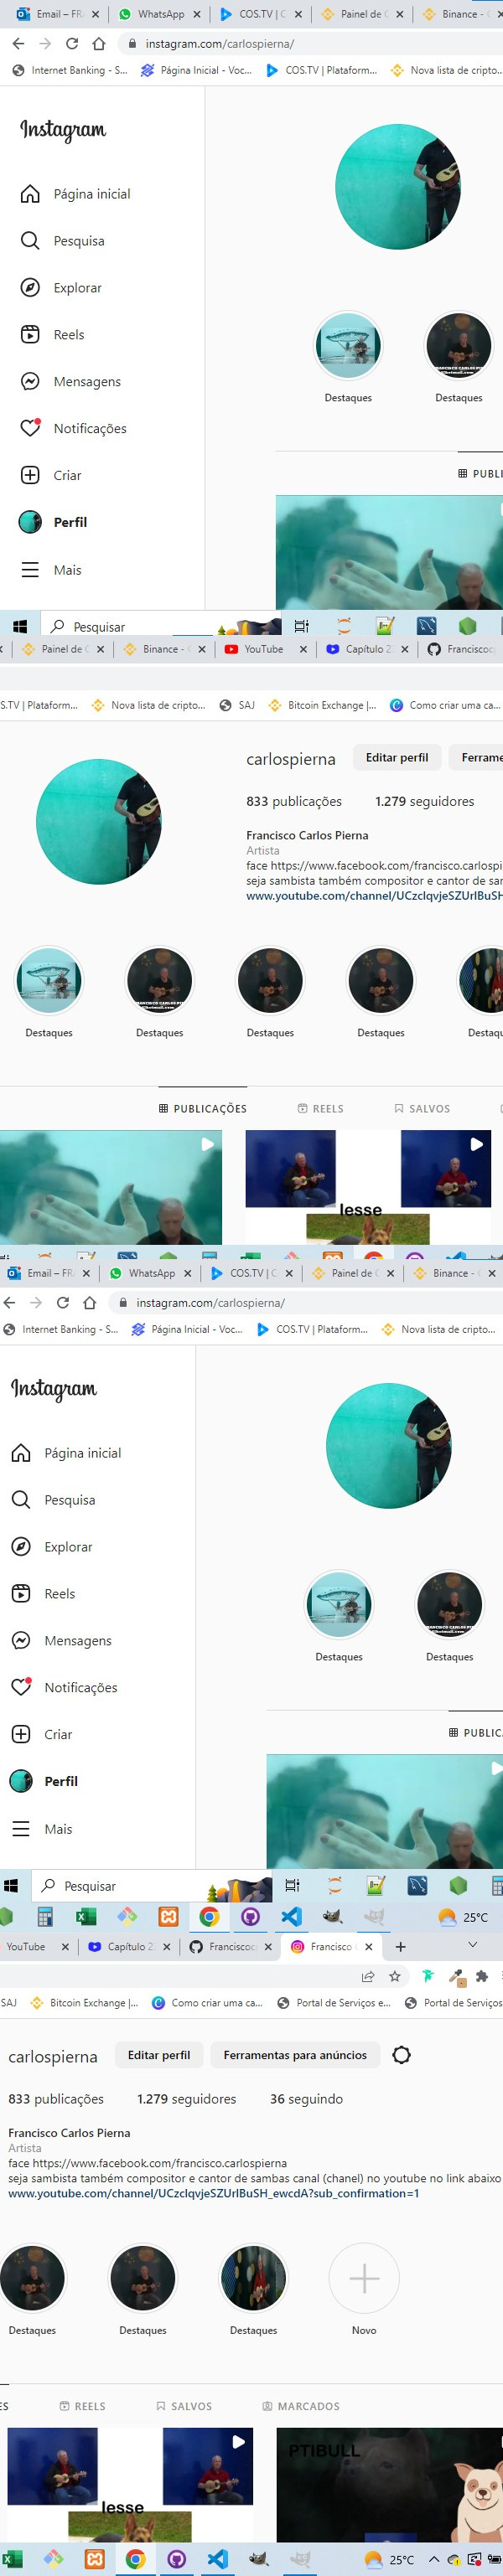 Email – FR
WhatsApp
COS.TV | C
Painel de C
Binance -
instagram.com/carlospierna/
Internet Banking - S...
Página Inicial - Voc...
COS.TV | Plataform...
Nova lista de cripto...
Instagram
Página inicial
Pesquisa
Explorar
Reels
Mensagens
Notificações
Criar
Perfil
Mais
Destaques
Destaques
PUBLI
Pesquisar
Painel de C
Binance -
YouTube
Capítulo 2
Franciscoc
S.TV | Plataform...
Nova lista de cripto...
SAJ
Bitcoin Exchange |...
Como criar uma ca...
carlospierna
Editar perfil
Ferrame
833 publicações
1.279 seguidores
Francisco Carlos Pierna
Artista
face https://www.facebook.com/francisco.carlospi
seja sambista também compositor e cantor de sar
www.youtube.com/channel/UCzclqvjeSZUrlBuSH
Destaques
Destaques
Destaques
Destaques
Destaq
PUBLICAÇÕES
REELS
SALVOS
lesse
Email – FR
WhatsApp
COS.TV | C
Painel de C
Binance -
instagram.com/carlospierna/
Internet Banking - S...
Página Inicial - Voc...
COS.TV | Plataform...
Nova lista de cripto...
Instagram
Página inicial
Pesquisa
Explorar
Reels
Mensagens
Notificações
Criar
Perfil
Mais
Destaques
Destaques
PUBLIC
Pesquisar
25°C
YouTube
Capítulo 2
Franciscoc
Francisco
SAJ
Bitcoin Exchange |...
Como criar uma ca...
Portal de Serviços e...
Portal de Serviços
carlospierna
Editar perfil
Ferramentas para anúncios
833 publicações
1.279 seguidores
36 seguindo
Francisco Carlos Pierna
Artista
face https://www.facebook.com/francisco.carlospierna
seja sambista também compositor e cantor de sambas canal (chanel) no youtube no link abaixo
www.youtube.com/channel/UCzclqvjeSZUrlBuSH_ewcdA?sub_confirmation=1
Destaques
Destaques
Destaques
Novo
ES
REELS
SALVOS
MARCADOS
lesse
PTIBULL
25°C